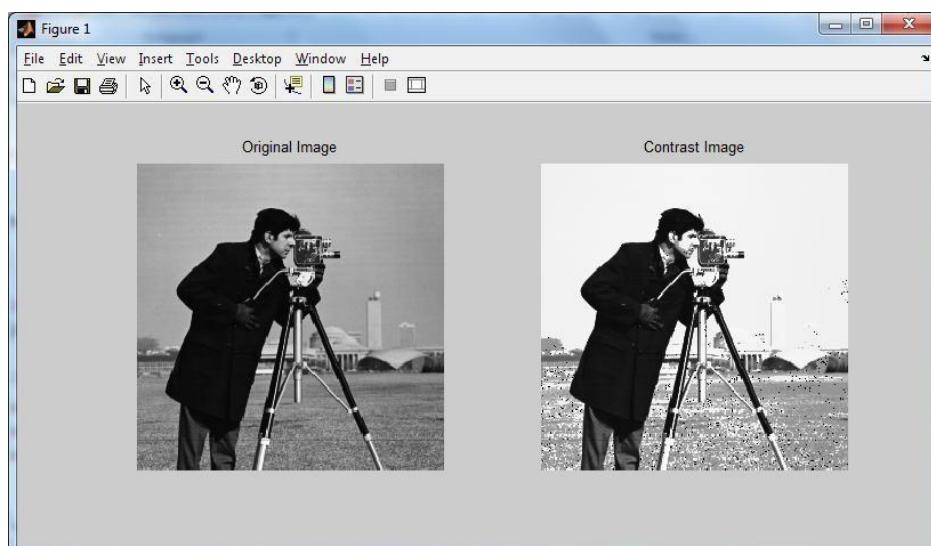 Figure 1
File Edit View Insert Tools Desktop Window Help
Original Image
Contrast Image